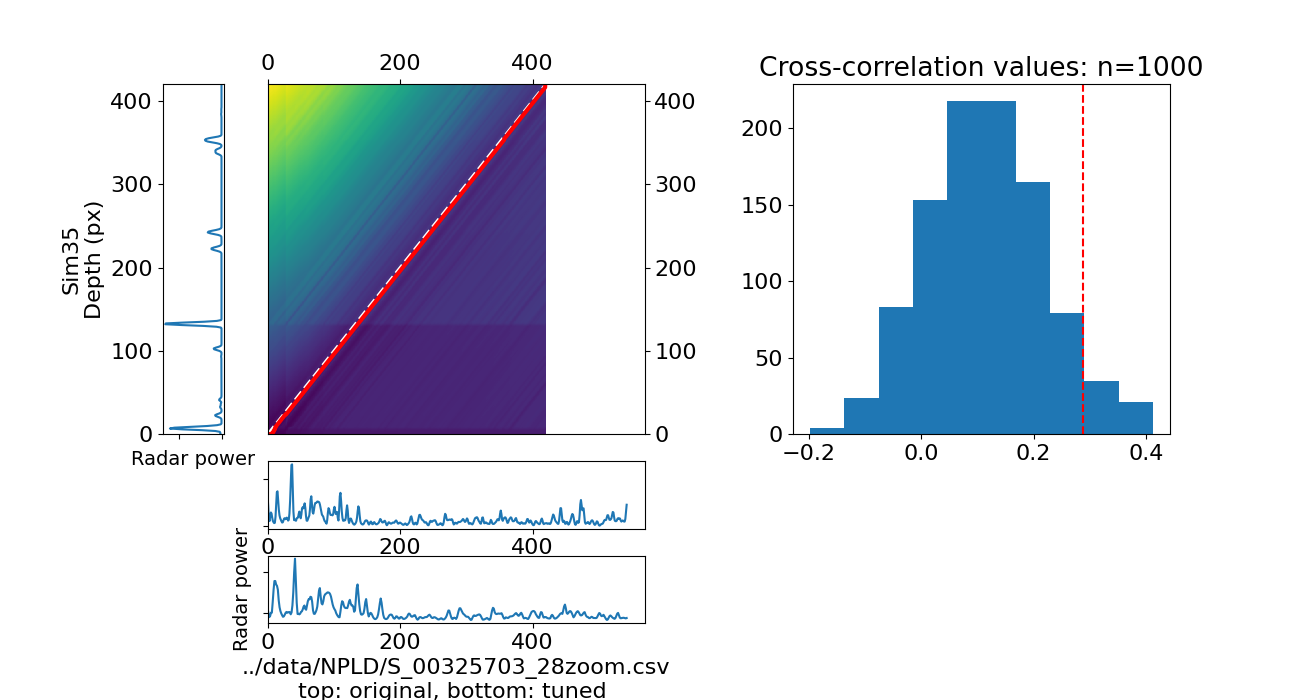 Cross-correlation values: n=1000
0 200 400
400
300
200
100
0
Sim35
Depth (px)
Radar power
400
300
200
100
0
200
150
100
50
0
−0.2 0.0 0.2 0.4
0 200 400
Radar power
0 200 400
../data/NPLD/S_00325703_28zoom.csv
top: original, bottom: tuned